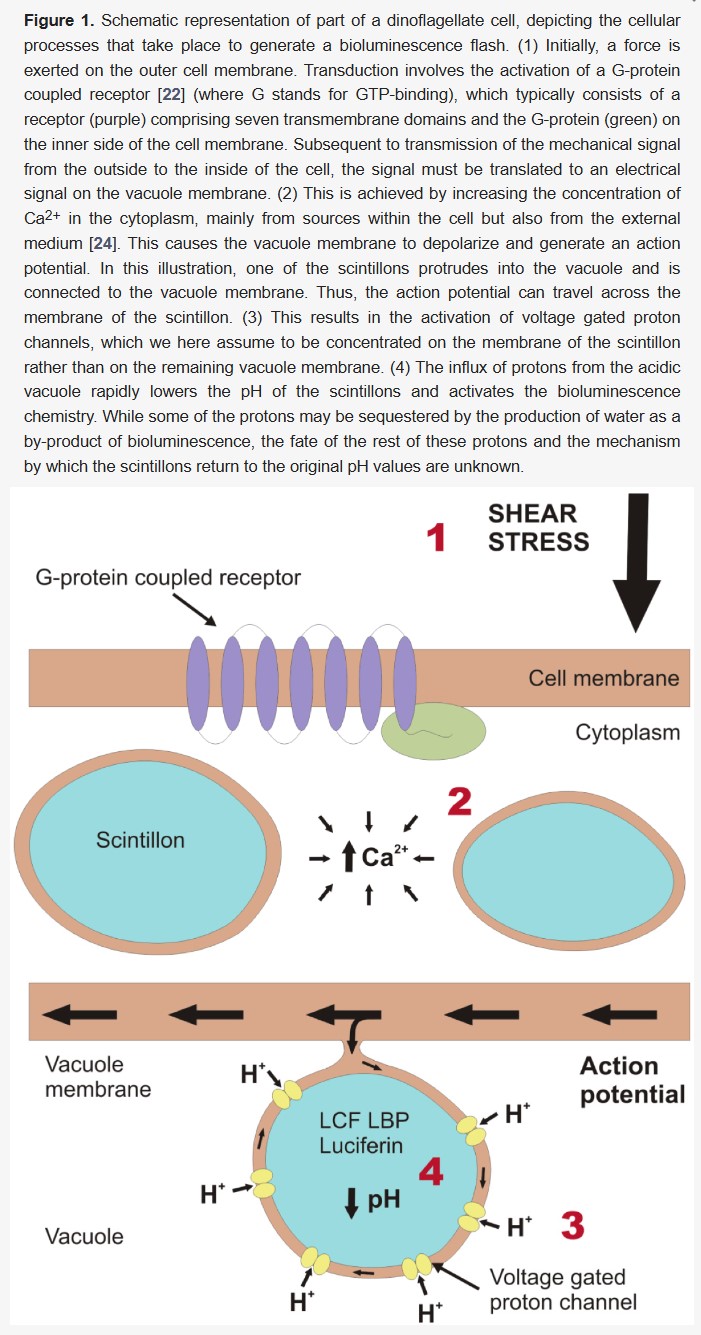 Figure 1. Schematic representation of part of a dinoflagellate cell, depicting the cellular
processes that take place to generate a bioluminescence flash. (1) Initially, a force is
exerted on the outer cell membrane. Transduction involves the activation of a G-protein
coupled receptor [22] (where G stands for GTP-binding), which typically consists of a
receptor (purple) comprising seven transmembrane domains and the G-protein (green) on
the inner side of the cell membrane. Subsequent to transmission of the mechanical signal
from the outside to the inside of the cell, the signal must be translated to an electrical
signal on the vacuole membrane. (2) This is achieved by increasing the concentration of
Ca2+ in the cytoplasm, mainly from sources within the cell but also from the external
medium [24]. This causes the vacuole membrane to depolarize and generate an action
potential. In this illustration, one of the scintillons protrudes into the vacuole and is
connected to the vacuole membrane. Thus, the action potential can travel across the
membrane of the scintillon. (3) This results in the activation of voltage gated proton
channels, which we here assume to be concentrated on the membrane of the scintillon
rather than on the remaining vacuole membrane. (4) The influx of protons from the acidic
vacuole rapidly lowers the pH of the scintillons and activates the bioluminescence
chemistry. While some of the protons may be sequestered by the production of water as a
by-product of bioluminescence, the fate of the rest of these protons and the mechanism
by which the scintillons return to the original pH values are unknown.
1
SHEAR
STRESS
G-protein coupled receptor
Cell membrane
Cytoplasm
2
Scintillon
Ca2+
Vacuole
membrane
Action
potential
H+
LCF LBP
Luciferin
H+
4
pH
H+
H+
3
Vacuole
Voltage gated
proton channel
H+
H+